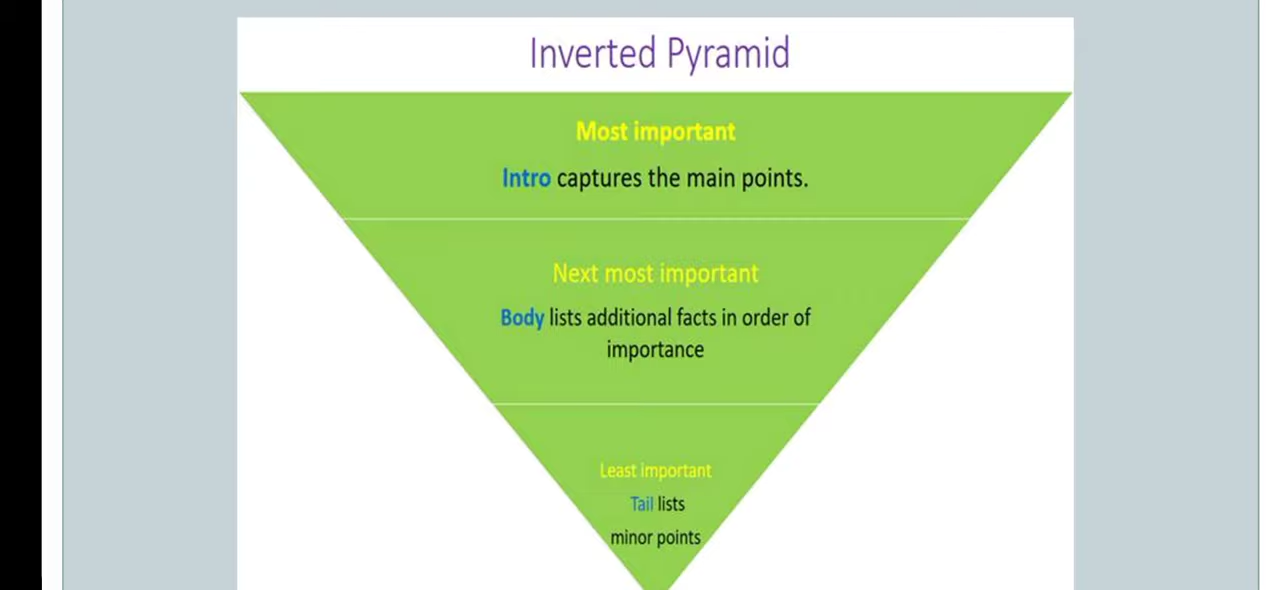 Inverted Pyramid
Most important
Intro captures the main points.
Next most important
Body lists additional facts in order of
importance
Least important
Tail lists
minor points